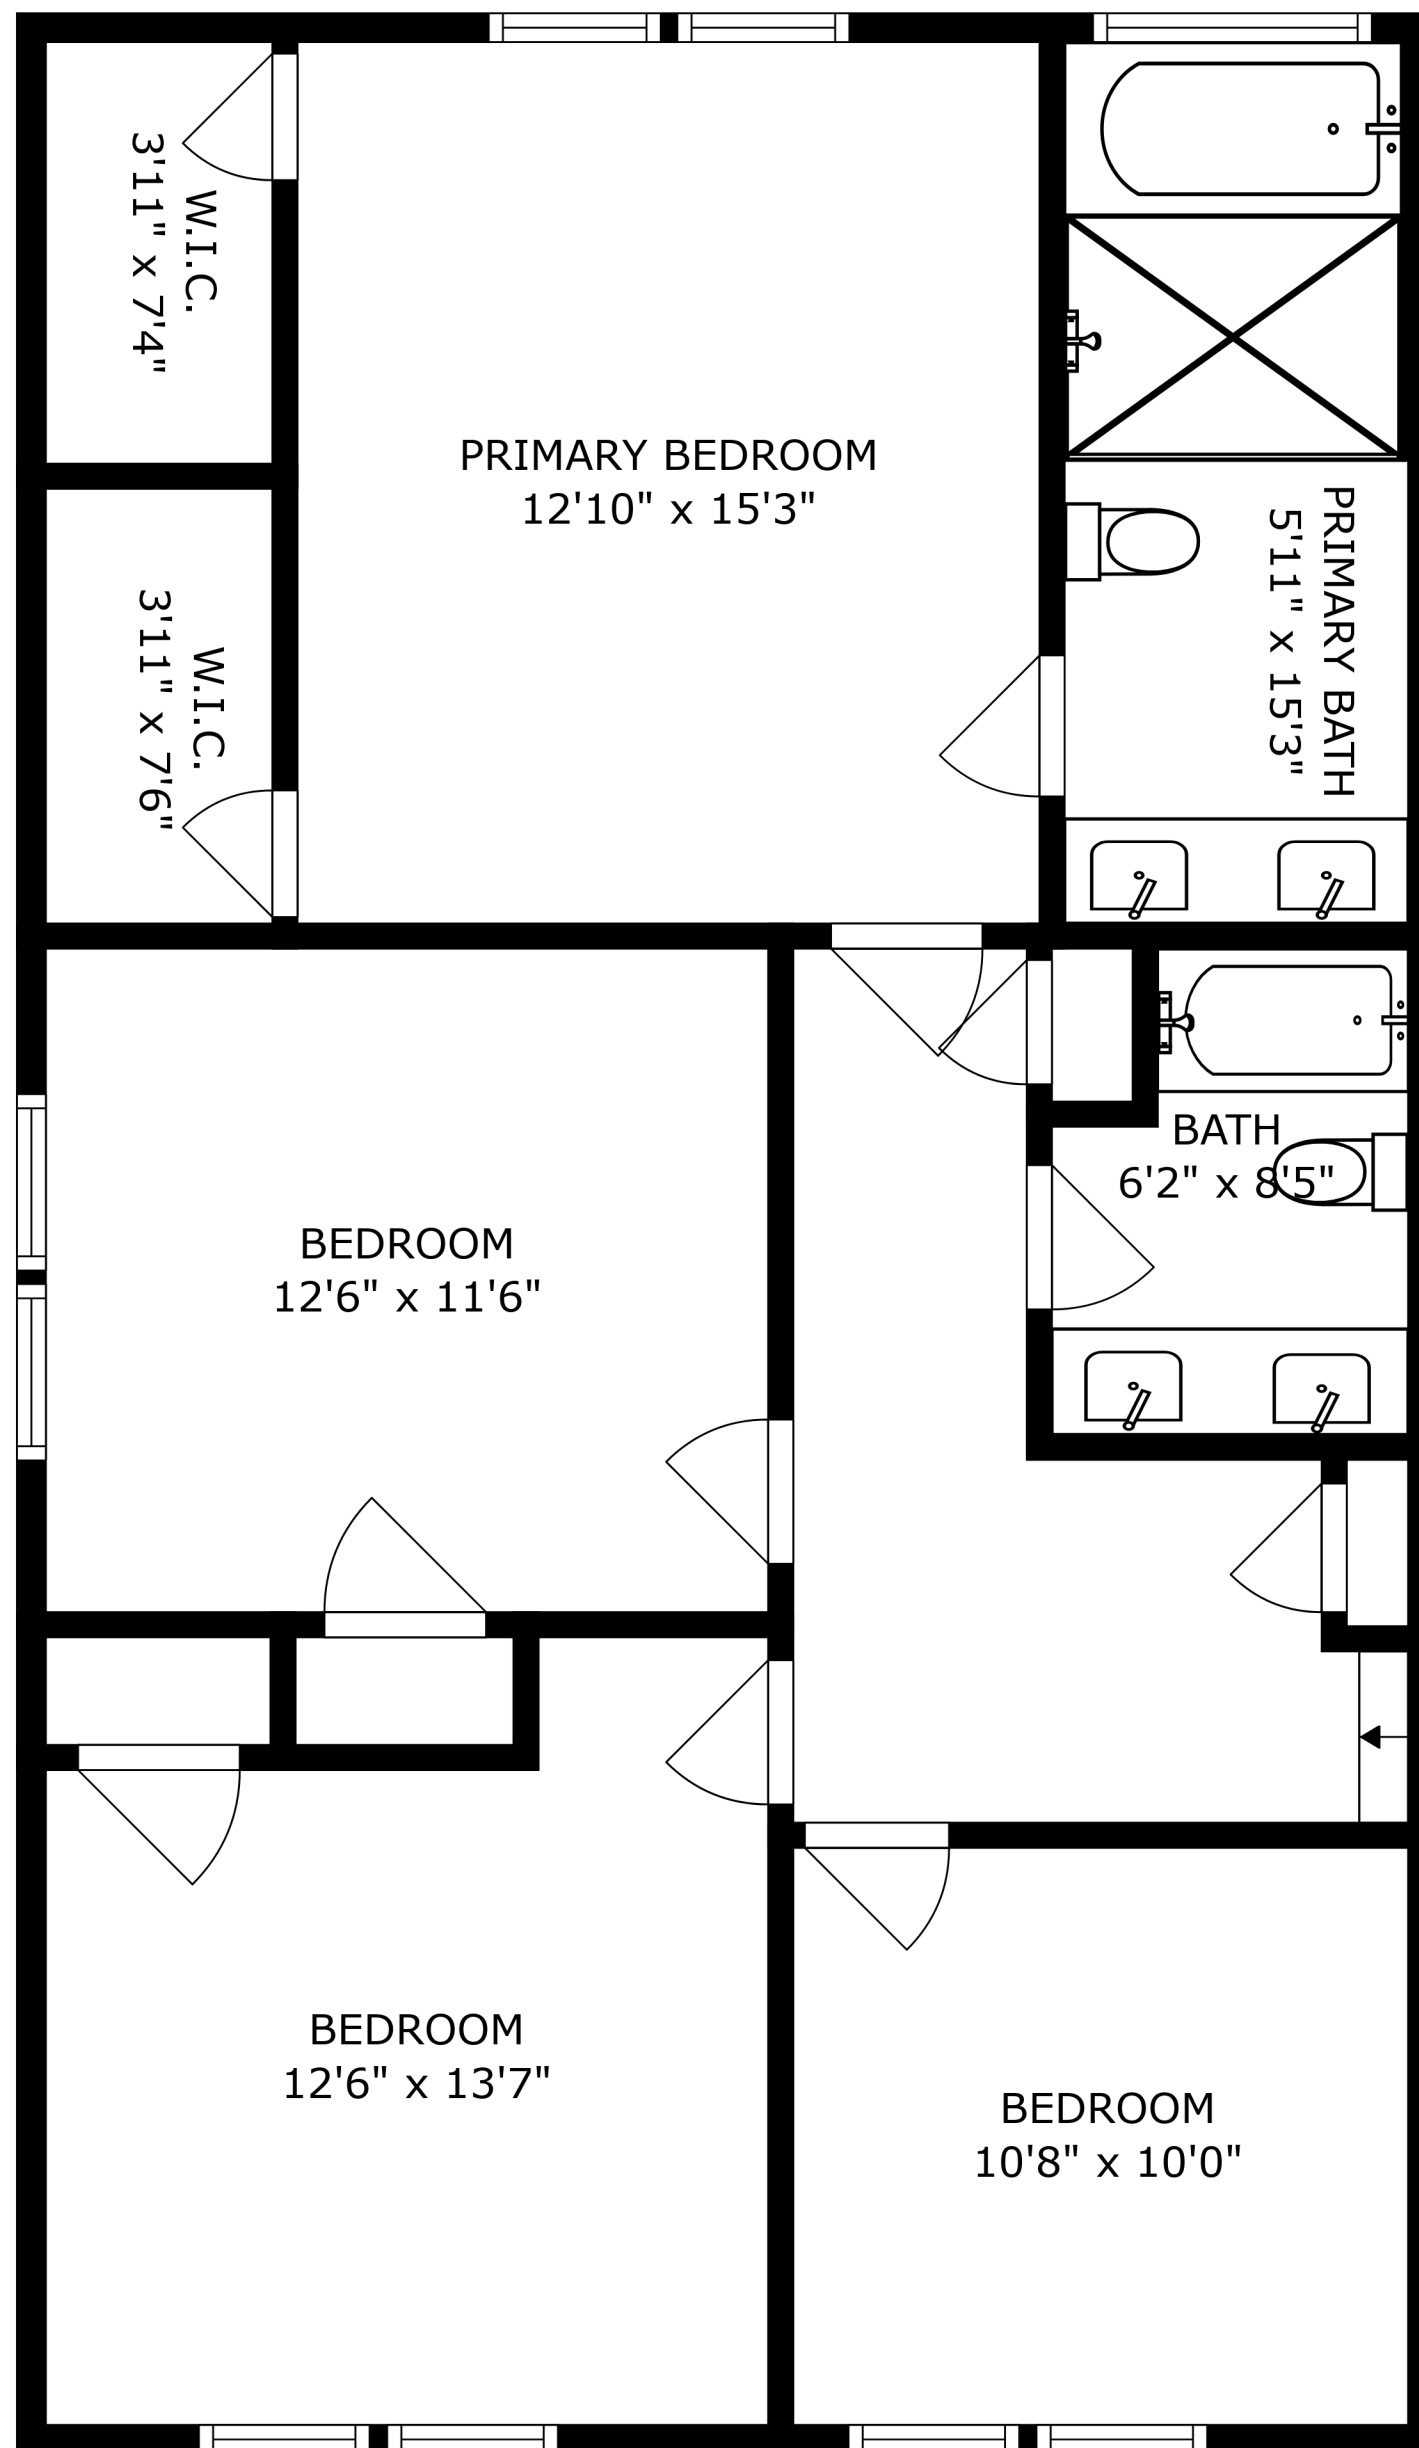 W.I.C.
3'11" x 7'4"
PRIMARY BEDROOM
12'10" x 15'3"
PRIMARY BATH
5'11" x 15'3"
W.I.C.
3'11" x 7'6"
BATH
6'2" x 8'5"
BEDROOM
12'6" x 11'6"
BEDROOM
12'6" x 13'7"
BEDROOM
10'8" x 10'0"